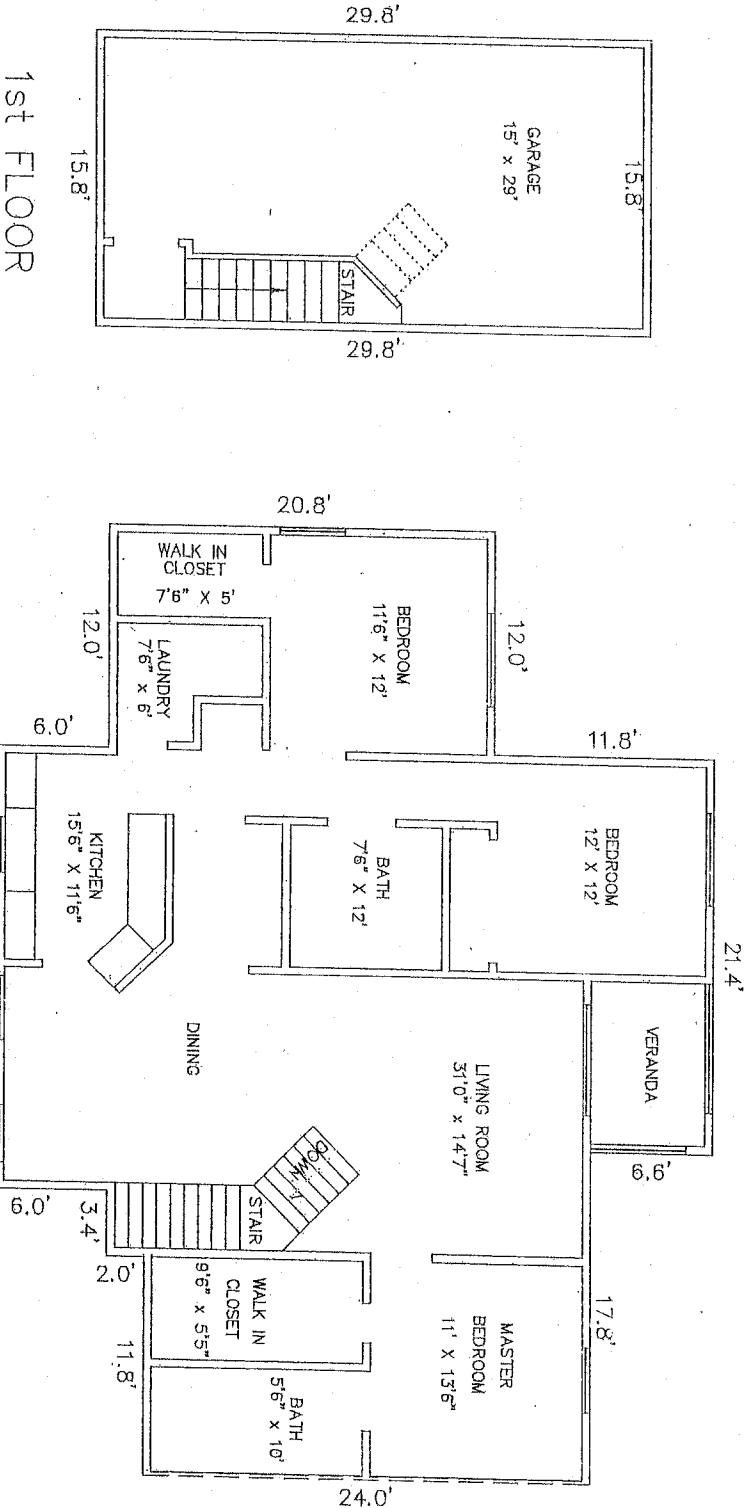 29.8'
GARAGE
15' x 29'
15.8'
15.8'
STAIR
29.8'
1st FLOOR
20.8'
WALK IN
CLOSET
7'6" X 5'
BEDROOM
11'6" X 12'
12.0'
12.0'
LAUNDRY
7'6" x 6'
6.0'
11.8'
BEDROOM
12' X 12'
BATH
7'6" X 12'
KITCHEN
15'6" X 11'6"
21.4'
VERANDA
DINING
LIVING ROOM
31'0" x 14'7"
DOWN
STAIR
6.6'
6.0'
3.4'
2.0'
WALK IN
CLOSET
9'6" x 5'5"
17.8'
MASTER
BEDROOM
11' X 13'6"
11.8'
BATH
5'6" x 10'
24.0'